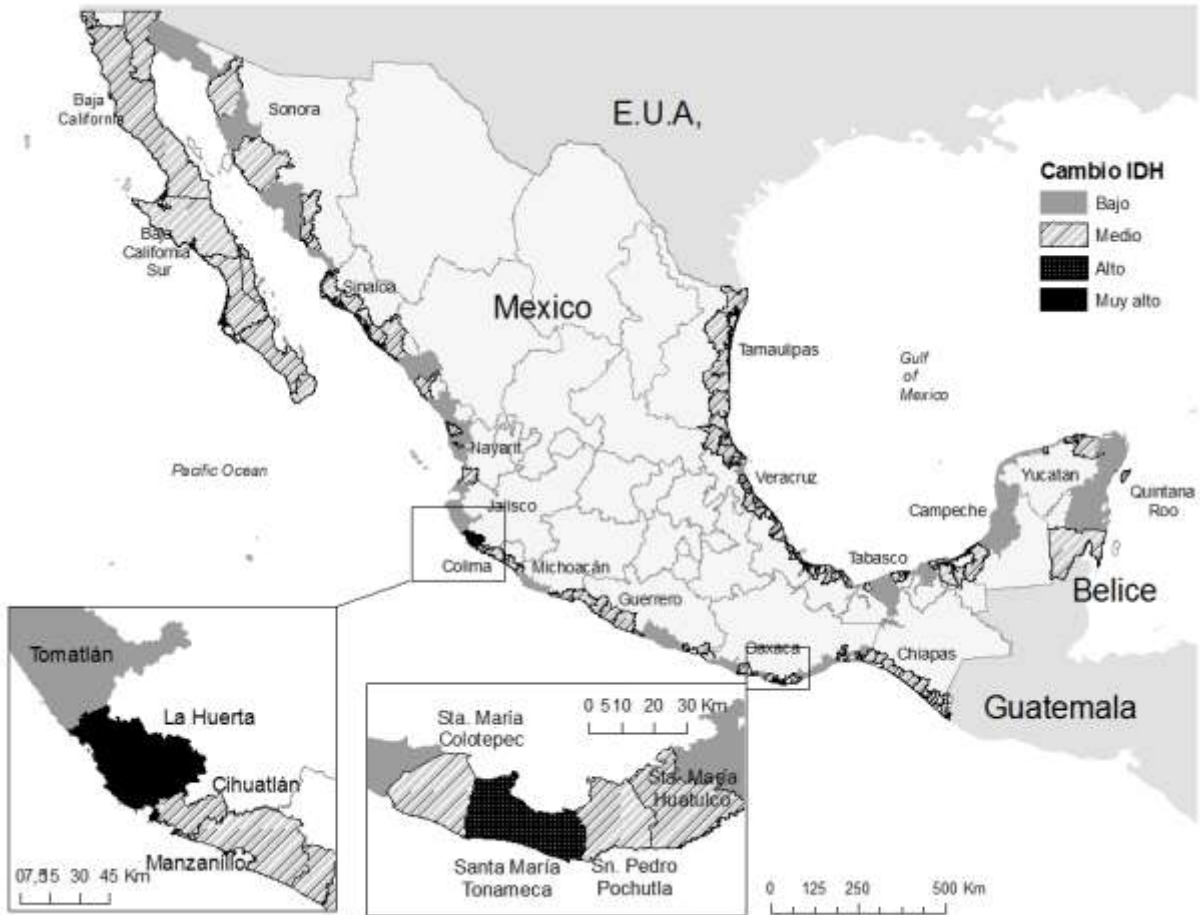 E.U.A,
Baja
California
Sonora
Cambio IDH
Bajo
Medio
Alto
Muy alto
Baja
California
Sur
Sinaloa
Mexico
Tamaulipas
Gulf
of
Mexico
Nayarit
Pacific Ocean
Veracruz
Yucatan
Quintana
Roo
Campeche
Jalisco
Tabasco
Colima
Michoacán
Belice
Guerrero
Oaxaca
Chiapas
Guatemala
Tomatlán
La Huerta
Cihuatlán
Manzanillo
07,515 30 45 Km
0 510 20 30 Km
Sta. María
Colotepec
Sta. María
Huatulco
Santa María
Tonameca
Sn. Pedro
Pochutla
0 125 250 500 Km